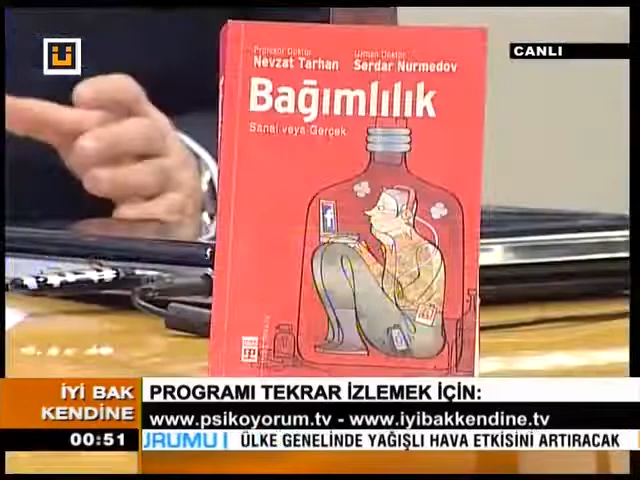 CANLI
Profesör Doktor
Nevzat Tarhan
Uzman Doktor
Serdar Nurmedov
Bağımlılık
Sanal veya Gerçek
İYİ BAK
KENDİNE
PROGRAMI TEKRAR İZLEMEK İÇİN:
www.psikoyorum.tv - www.iyibakkendine.tv
00:51
URUMU ÜLKE GENELİNDE YAĞIŞLI HAVA ETKİSİNİ ARTIRACAK